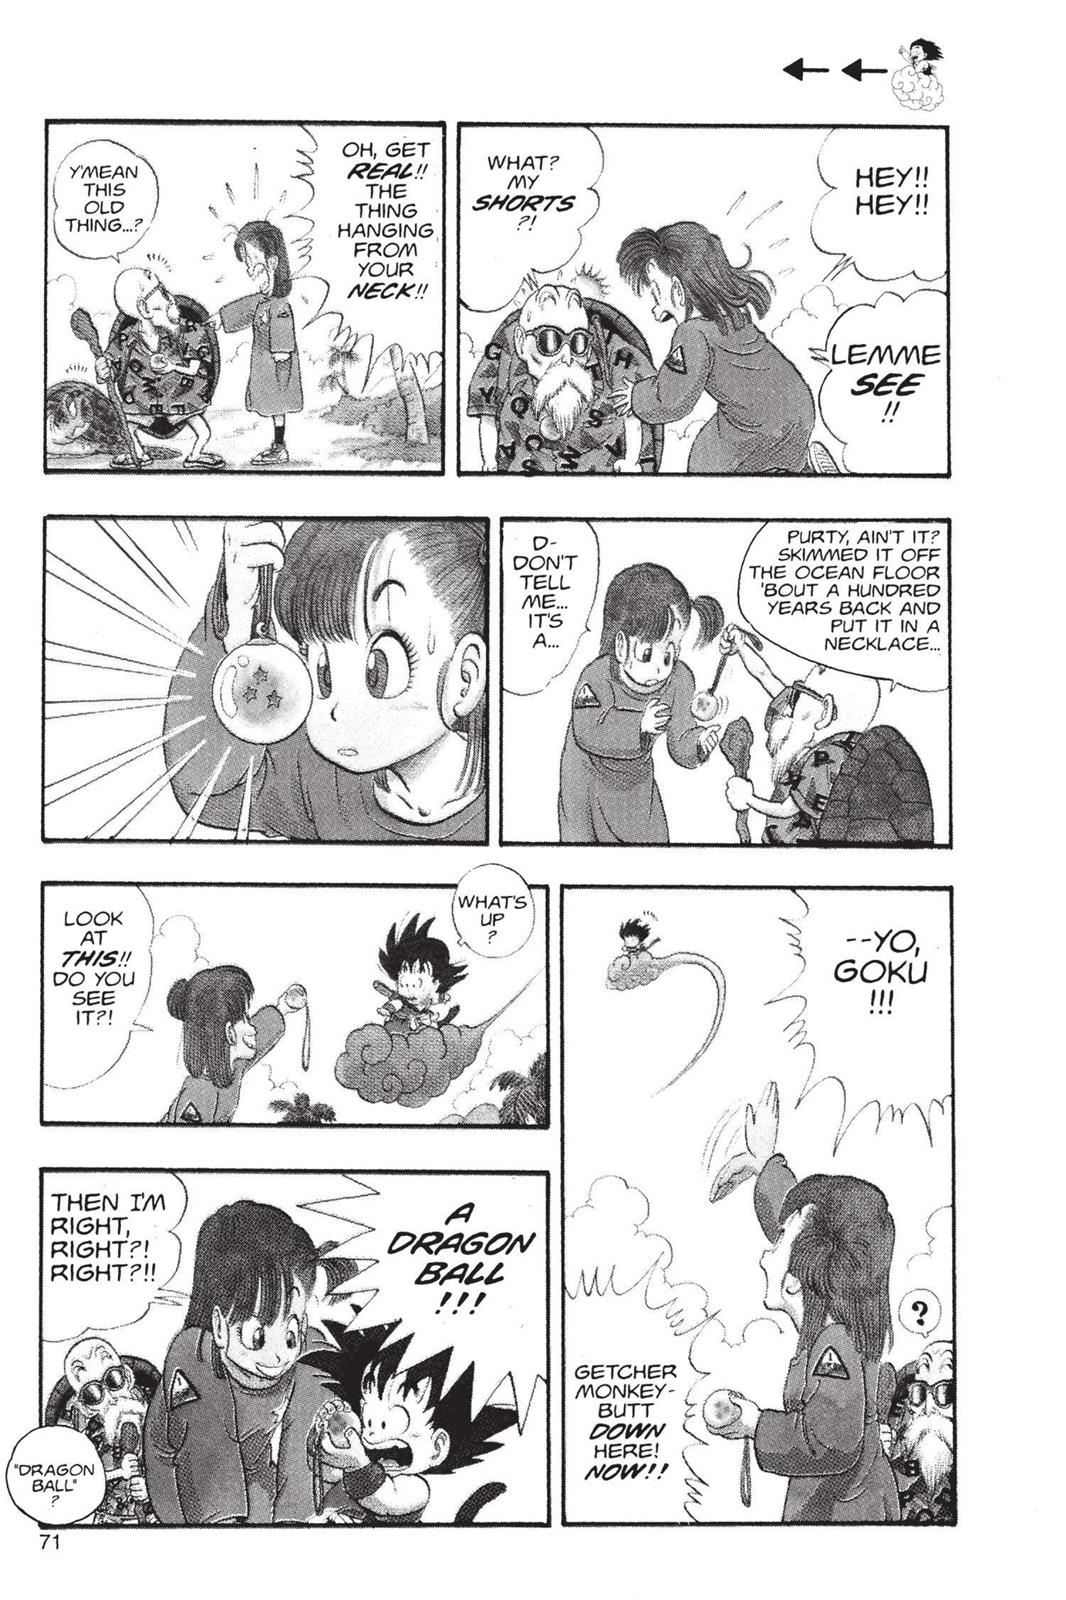 HEY!!
HEY!!
LEMME
SEE
!!
WHAT?
MY
SHORTS
?!
OH, GET
REAL!!
THE
THING
HANGING
FROM
YOUR
NECK!!
Y'MEAN
THIS
OLD
THING...?
PURTY, AIN'T IT?
SKIMMED IT OFF
THE OCEAN FLOOR
'BOUT A HUNDRED
YEARS BACK AND
PUT IT IN A
NECKLACE...
D-
DON'T
TELL
ME...
IT'S
A...
--YO,
GOKU
!!!
?
GETCHER
MONKEY-
BUTT
DOWN
HERE!
NOW!!
WHAT'S
UP
?
LOOK
AT
THIS!!
DO YOU
SEE
IT?!
A
DRAGON
BALL
!!!
THEN I'M
RIGHT,
RIGHT?!
RIGHT?!!
"DRAGON
BALL"
?
71